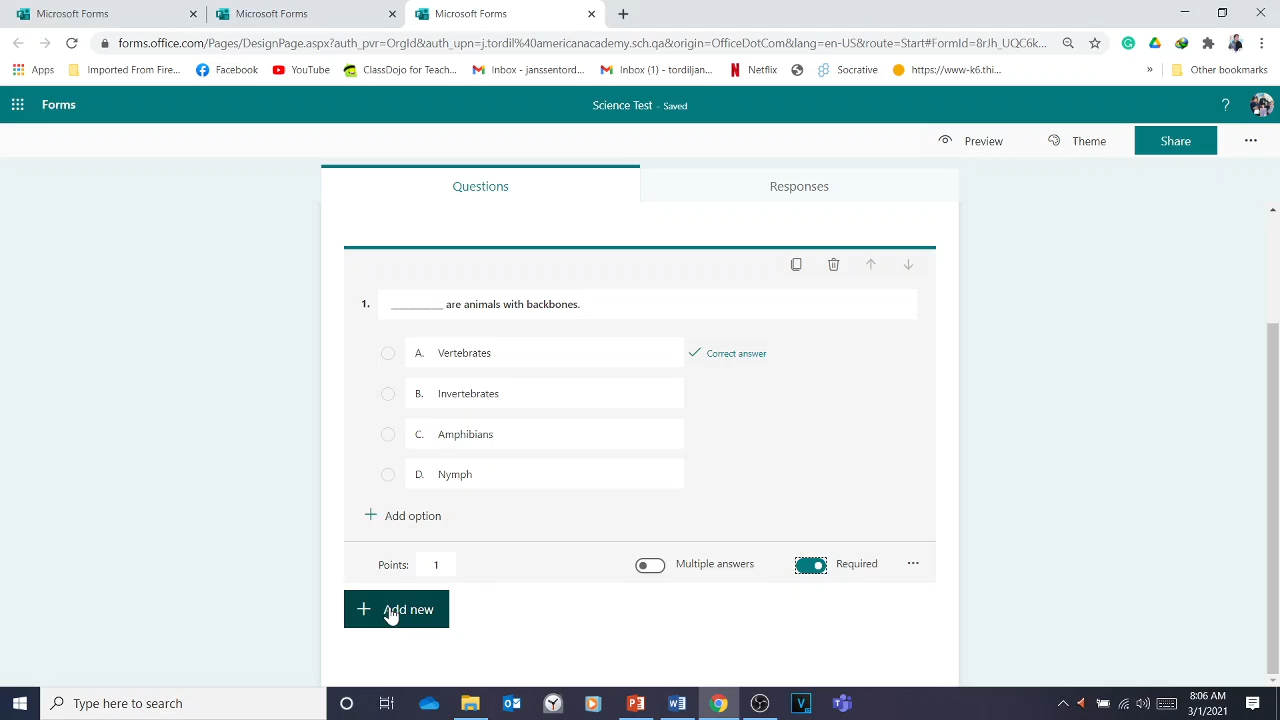 Microsoft Forms
Microsoft Forms
Microsoft Forms
forms.office.com/Pages/DesignPage.aspx?auth_pvr=OrgId&auth_upn=j.tordil%40americanacademy.sch.qa&origin=OfficeDotCom&lang=en-US&route=Start#FormId=8rJh_UQC6k...
Apps
Imported From Fire...
Facebook
YouTube
ClassDojo for Teach...
Inbox - janssentord...
Inbox (1) - tordiljan...
Netflix
Socrative
https://www-k6.thi...
»
Other bookmarks
Forms
Science Test - Saved
?
Preview
Theme
Share
Questions
Responses
1. __________ are animals with backbones.
A. Vertebrates
Correct answer
B. Invertebrates
C. Amphibians
D. Nymph
Add option
Points: 1
Multiple answers
Required
Add new
Type here to search
8:06 AM
3/1/2021